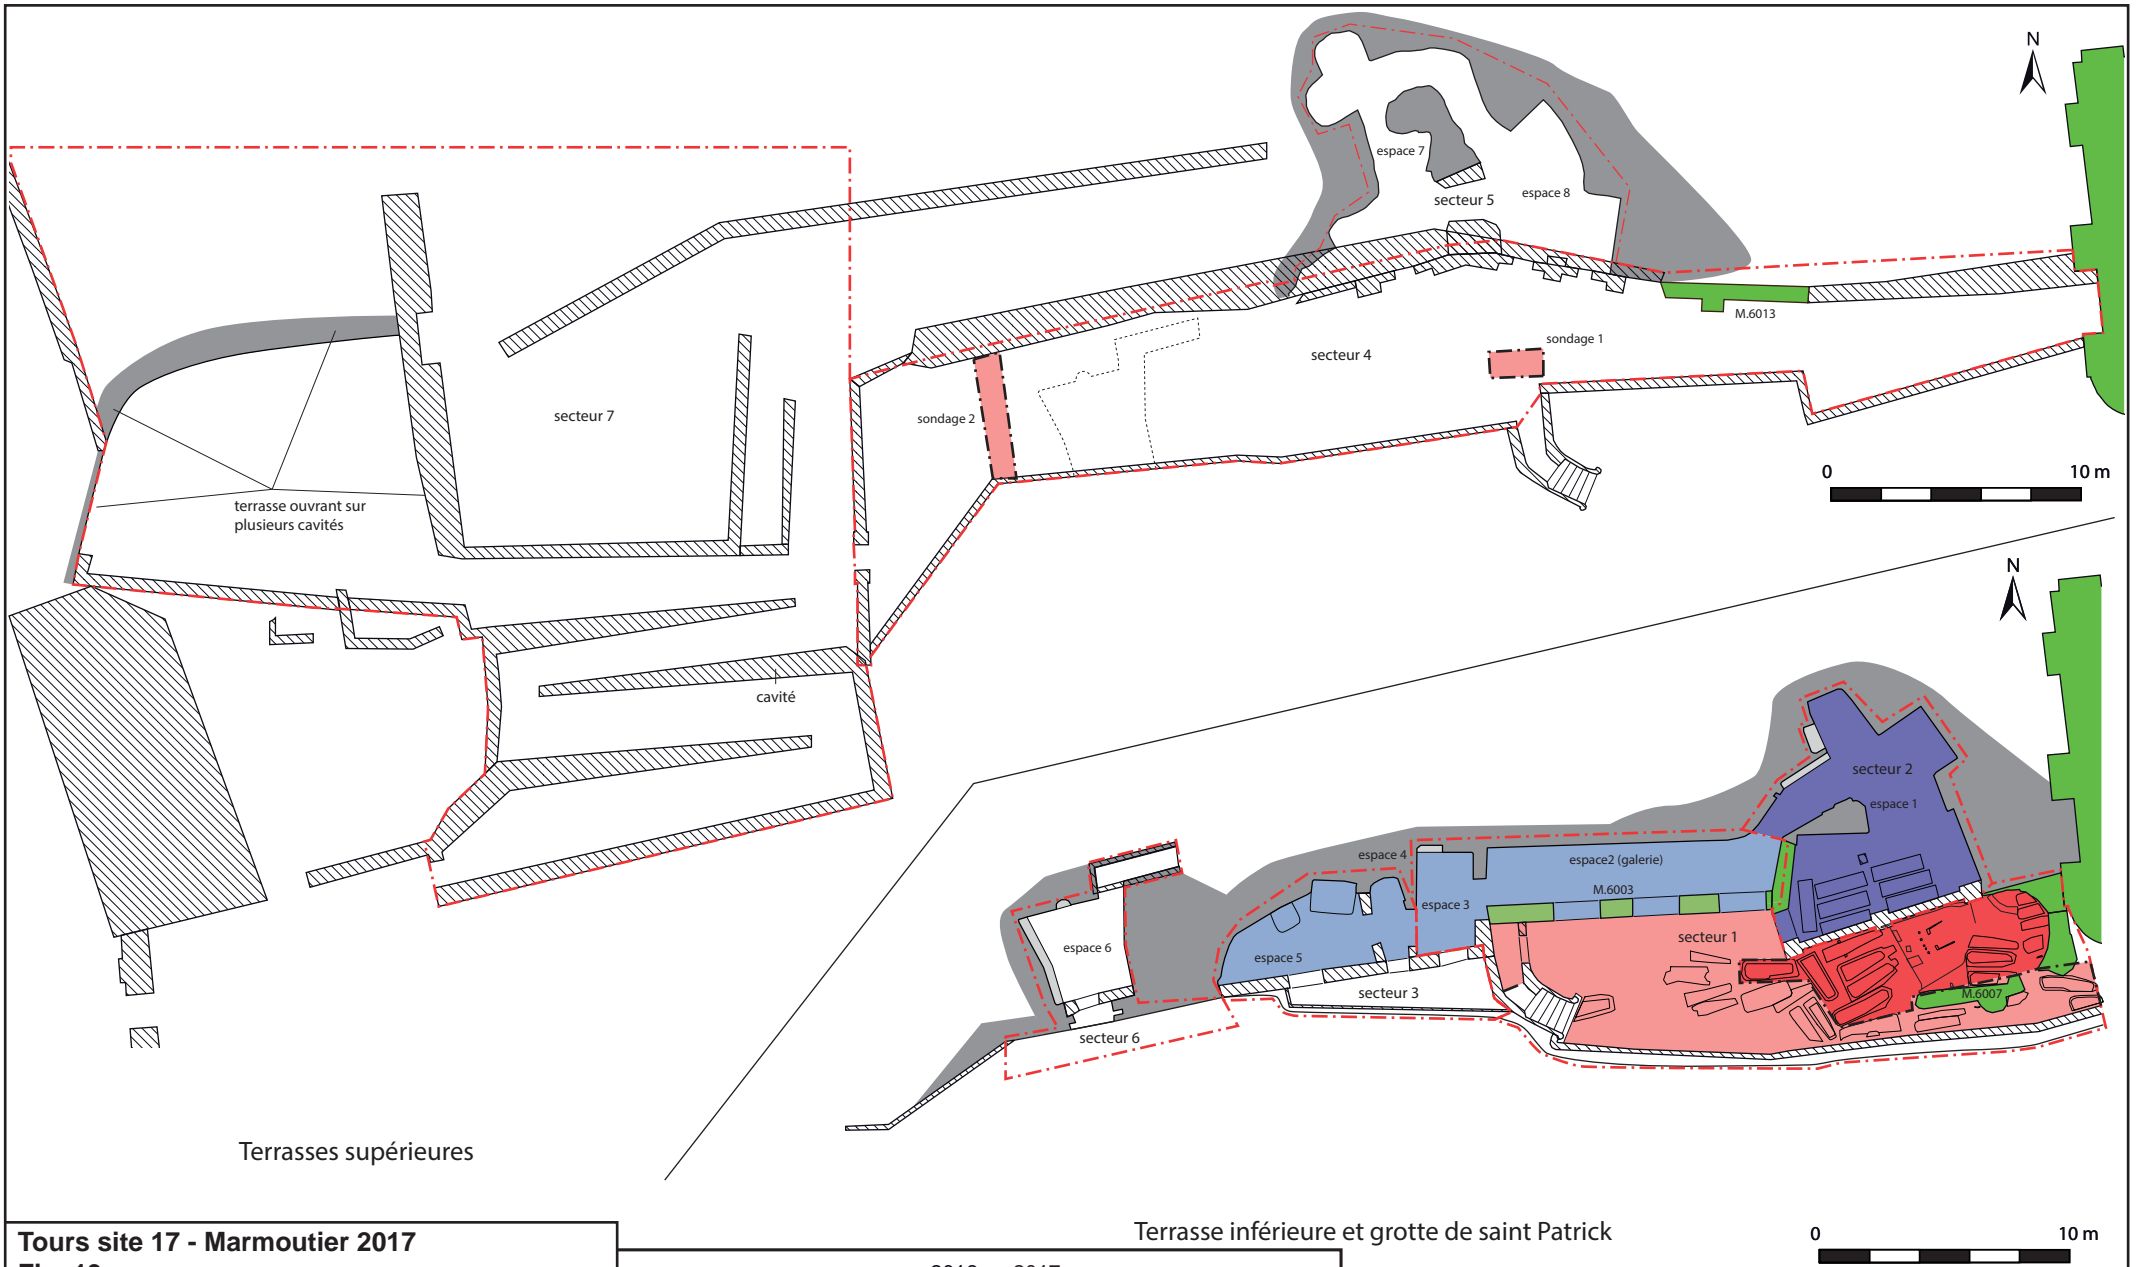 N
espace 7
espace 8
secteur 5
M.6013
sondage 1
secteur 4
secteur 7
sondage 2
0
10 m
terrasse ouvrant sur
plusieurs cavités
N
cavité
secteur 2
espace 1
espace 4
espace2 (galerie)
M.6003
espace 3
secteur 1
espace 6
espace 5
secteur 3
M.6007
secteur 6
Terrasses supérieures
Terrasse inférieure et grotte de saint Patrick
0
10 m
Tours site 17 - Marmoutier 2017